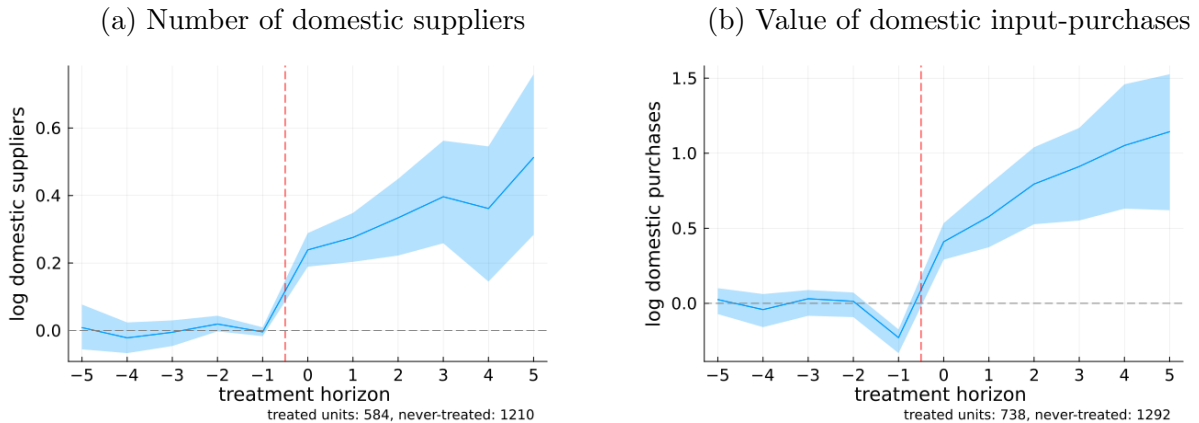 (a) Number of domestic suppliers
log domestic suppliers
0.6
0.4
0.2
0.0
−5 −4 −3 −2 −1 0 1 2 3 4 5
treatment horizon
treated units: 584, never-treated: 1210
(b) Value of domestic input-purchases
log domestic purchases
1.5
1.0
0.5
0.0
−5 −4 −3 −2 −1 0 1 2 3 4 5
treatment horizon
treated units: 738, never-treated: 1292